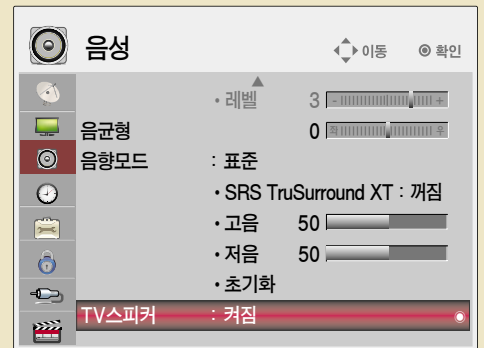 음성 이동 ◉ 확인
• 레벨 3 - +
음균형 0 좌 우
음향모드 : 표준
• SRS TruSurround XT : 꺼짐
• 고음 50
• 저음 50
• 초기화
TV스피커 : 켜짐